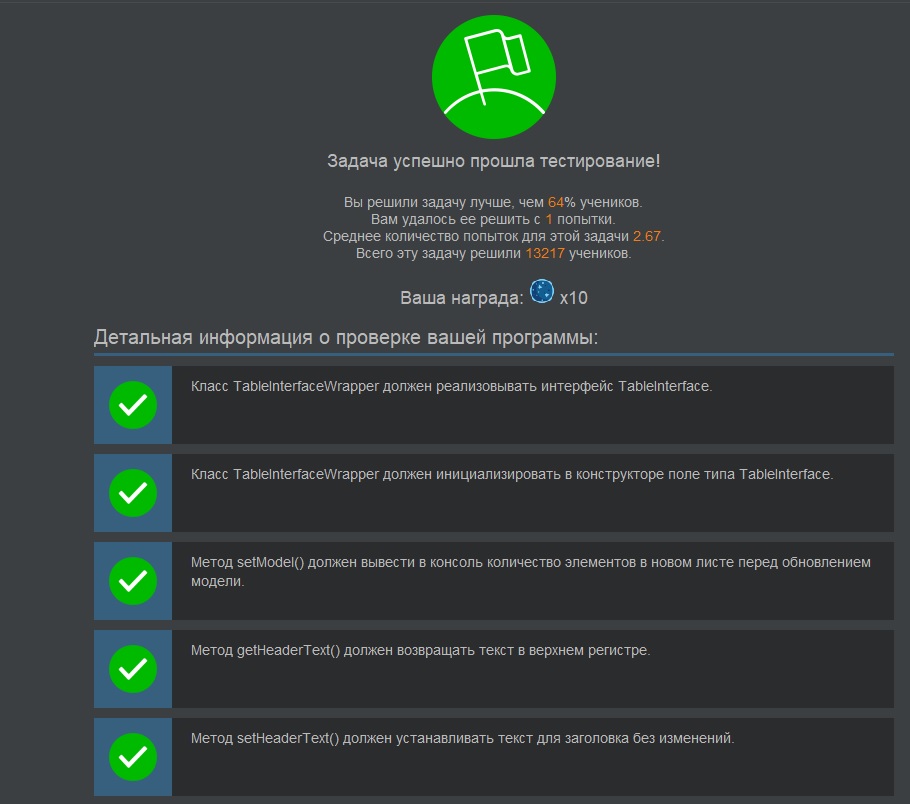 Задача успешно прошла тестирование!
Вы решили задачу лучше, чем 64% учеников.
Вам удалось ее решить с 1 попытки.
Среднее количество попыток для этой задачи 2.67.
Всего эту задачу решили 13217 учеников.
Ваша награда: x10
Детальная информация о проверке вашей программы:
Класс TableInterfaceWrapper должен реализовывать интерфейс TableInterface.
Класс TableInterfaceWrapper должен инициализировать в конструкторе поле типа TableInterface.
Метод setModel() должен вывести в консоль количество элементов в новом листе перед обновлением
модели.
Метод getHeaderText() должен возвращать текст в верхнем регистре.
Метод setHeaderText() должен устанавливать текст для заголовка без изменений.